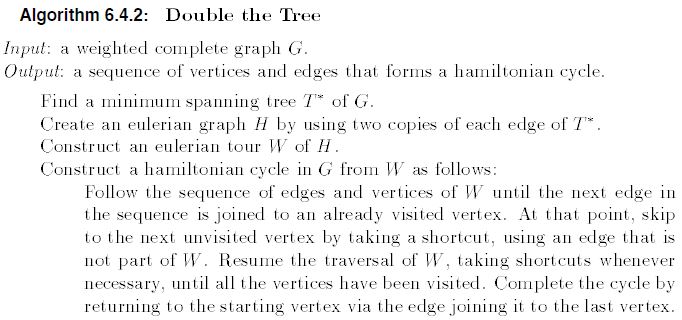 Algorithm 6.4.2: Double the Tree
Input: a weighted complete graph G.
Output: a sequence of vertices and edges that forms a hamiltonian cycle.
Find a minimum spanning tree T* of G.
Create an eulerian graph H by using two copies of each edge of T*.
Construct an eulerian tour W of H.
Construct a hamiltonian cycle in G from W as follows:
Follow the sequence of edges and vertices of W until the next edge in
the sequence is joined to an already visited vertex. At that point, skip
to the next unvisited vertex by taking a shortcut, using an edge that is
not part of W. Resume the traversal of W, taking shortcuts whenever
necessary, until all the vertices have been visited. Complete the cycle by
returning to the starting vertex via the edge joining it to the last vertex.